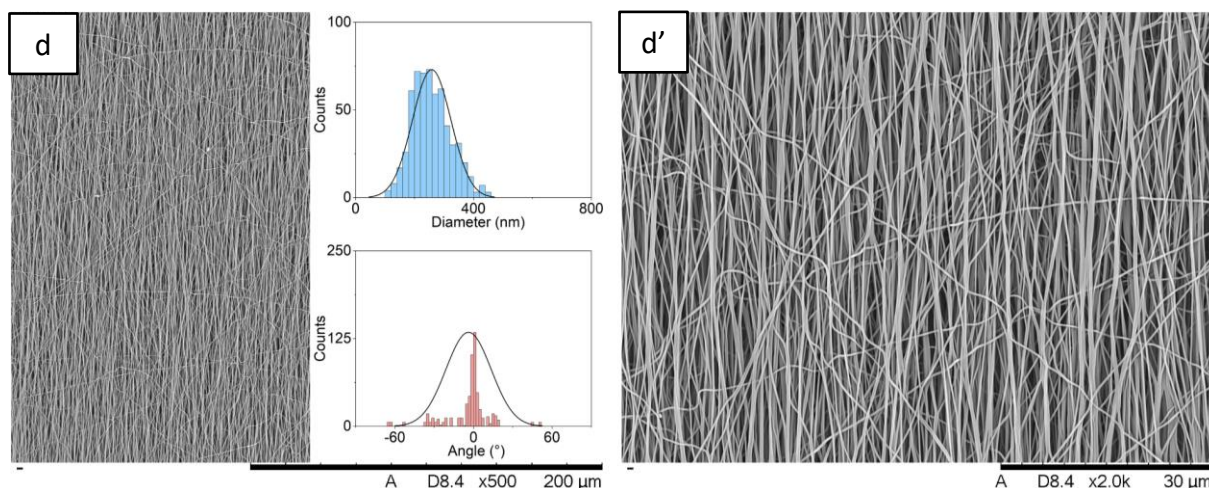 d
100
50
0
Counts
0
400
800
Diameter (nm)
250
125
0
Counts
-60
0
60
Angle (°)
A D8.4 x500 200 µm
d’
A D8.4 x2.0k 30 µm